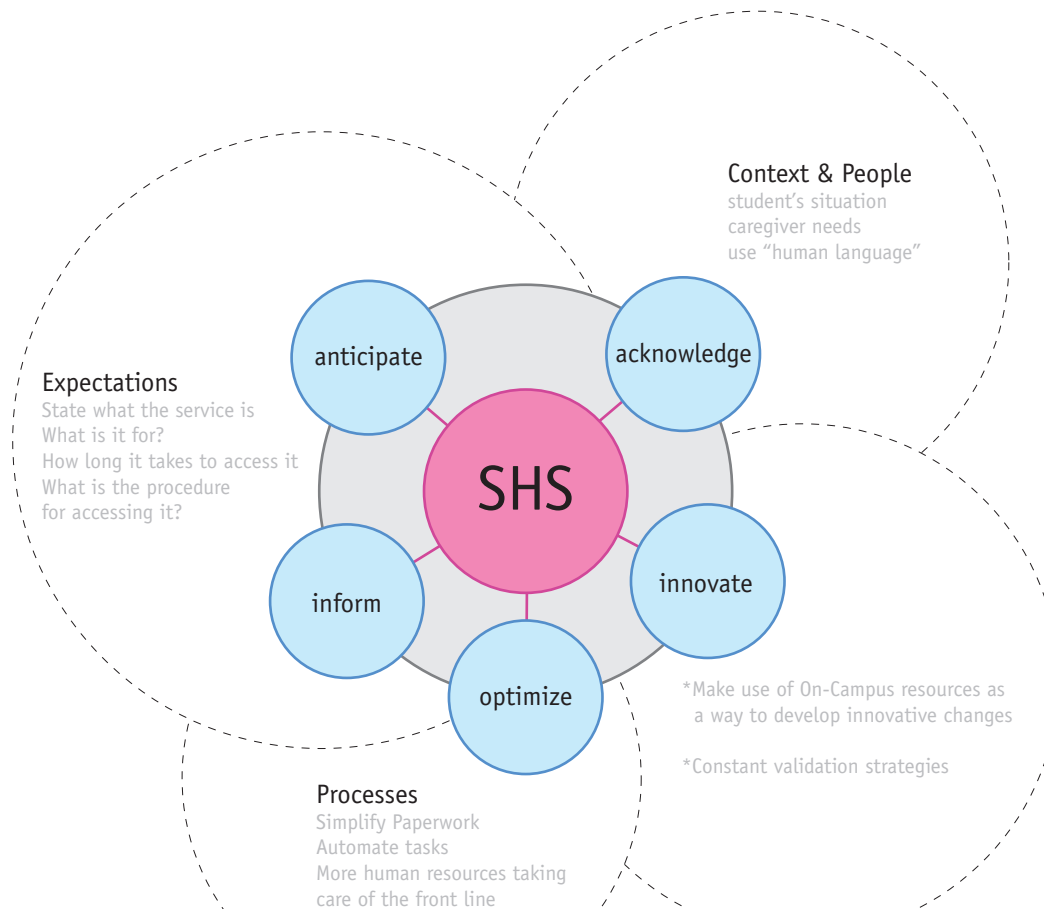 Context & People
student’s situation
caregiver needs
use “human language”
anticipate
acknowledge
Expectations
State what the service is
What is it for?
How long it takes to access it
What is the procedure
for accessing it?
SHS
inform
innovate
optimize
*Make use of On-Campus resources as
a way to develop innovative changes
*Constant validation strategies
Processes
Simplify Paperwork
Automate tasks
More human resources taking
care of the front line